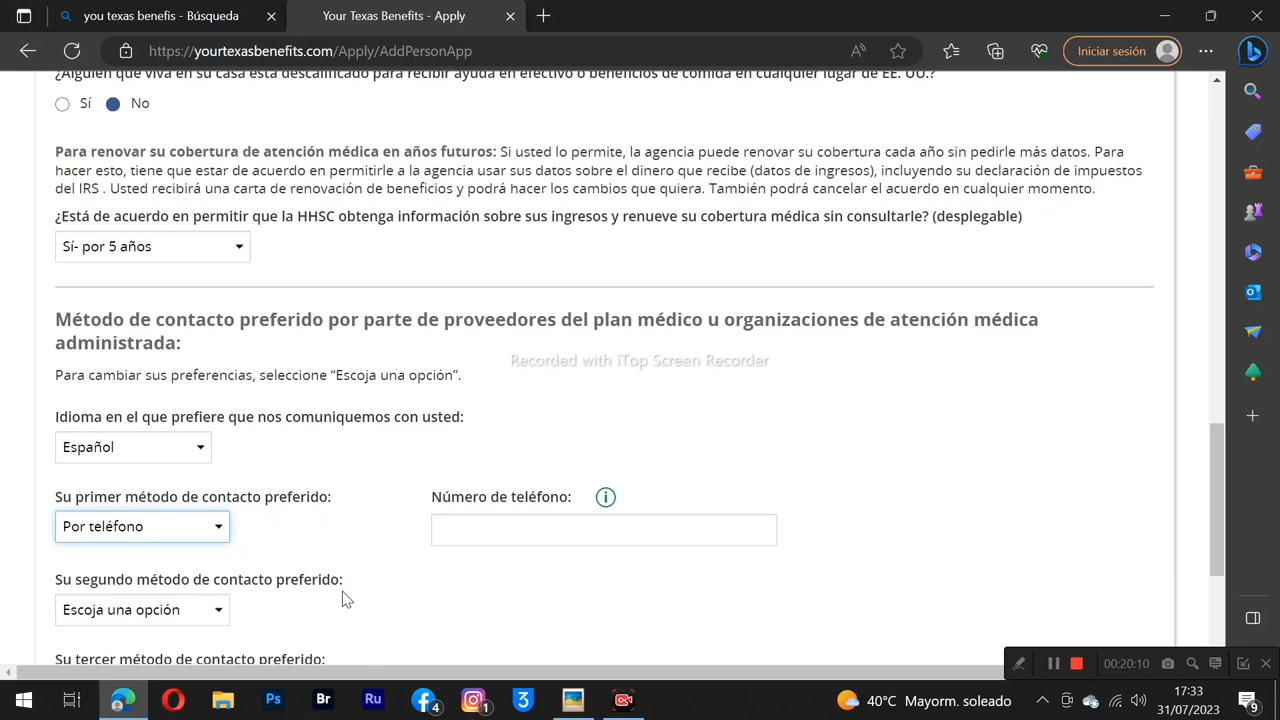 you texas benefis - Búsqueda
Your Texas Benefits - Apply
https://yourtexasbenefits.com/Apply/AddPersonApp
A
Iniciar sesión
¿Alguien que viva en su casa está descalificado para recibir ayuda en efectivo o beneficios de comida en cualquier lugar de EE. UU.?
Sí No
Para renovar su cobertura de atención médica en años futuros: Si usted lo permite, la agencia puede renovar su cobertura cada año sin pedirle más datos. Para
hacer esto, tiene que estar de acuerdo en permitirle a la agencia usar sus datos sobre el dinero que recibe (datos de ingresos), incluyendo su declaración de impuestos
del IRS . Usted recibirá una carta de renovación de beneficios y podrá hacer los cambios que quiera. También podrá cancelar el acuerdo en cualquier momento.
¿Está de acuerdo en permitir que la HHSC obtenga información sobre sus ingresos y renueve su cobertura médica sin consultarle? (desplegable)
Sí- por 5 años
Método de contacto preferido por parte de proveedores del plan médico u organizaciones de atención médica
administrada:
Recorded with iTop Screen Recorder
Para cambiar sus preferencias, seleccione “Escoja una opción”.
Idioma en el que prefiere que nos comuniquemos con usted:
Español
Su primer método de contacto preferido:
Número de teléfono: i
Por teléfono
Su segundo método de contacto preferido:
Escoja una opción
Su tercer método de contacto preferido:
00:20:10
Ps
Br
Ru
4
1
3
40°C Mayorm. soleado
17:33
31/07/2023
9